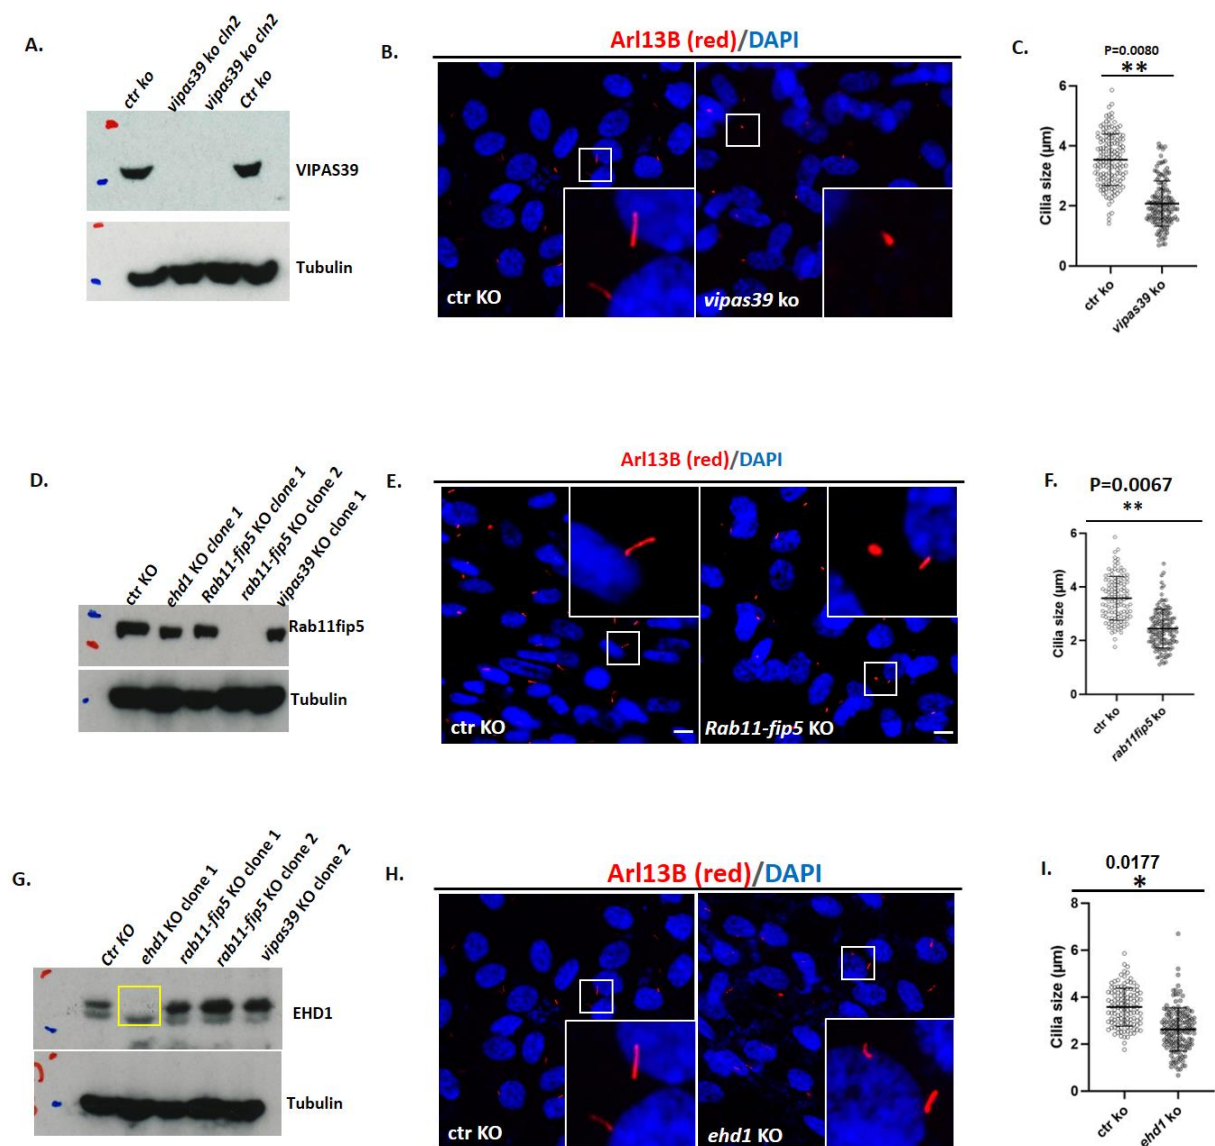 A.
ctr ko
vipas39 ko cln2
vipas39 ko cln2
Ctr ko
VIPAS39
Tubulin
B.
Arl13B (red)/DAPI
ctr KO
vipas39 ko
C.
P=0.0080
**
Cilia size (µm)
6
4
2
0
ctr ko
vipas39 ko
D.
ctr KO
ehd1 KO clone 1
Rab11-fip5 KO clone 1
rab11-fip5 KO clone 2
vipas39 KO clone 1
Rab11fip5
Tubulin
E.
Arl13B (red)/DAPI
ctr KO
Rab11-fip5 KO
F.
P=0.0067
**
Cilia size (µm)
6
4
2
0
ctr ko
rab11fip5 ko
G.
Ctr KO
ehd1 KO clone 1
rab11-fip5 KO clone 1
rab11-fip5 KO clone 2
vipas39 KO clone 2
EHD1
Tubulin
H.
Arl13B (red)/DAPI
ctr KO
ehd1 KO
I.
0.0177
*
Cilia size (µm)
8
6
4
2
0
ctr ko
ehd1 ko